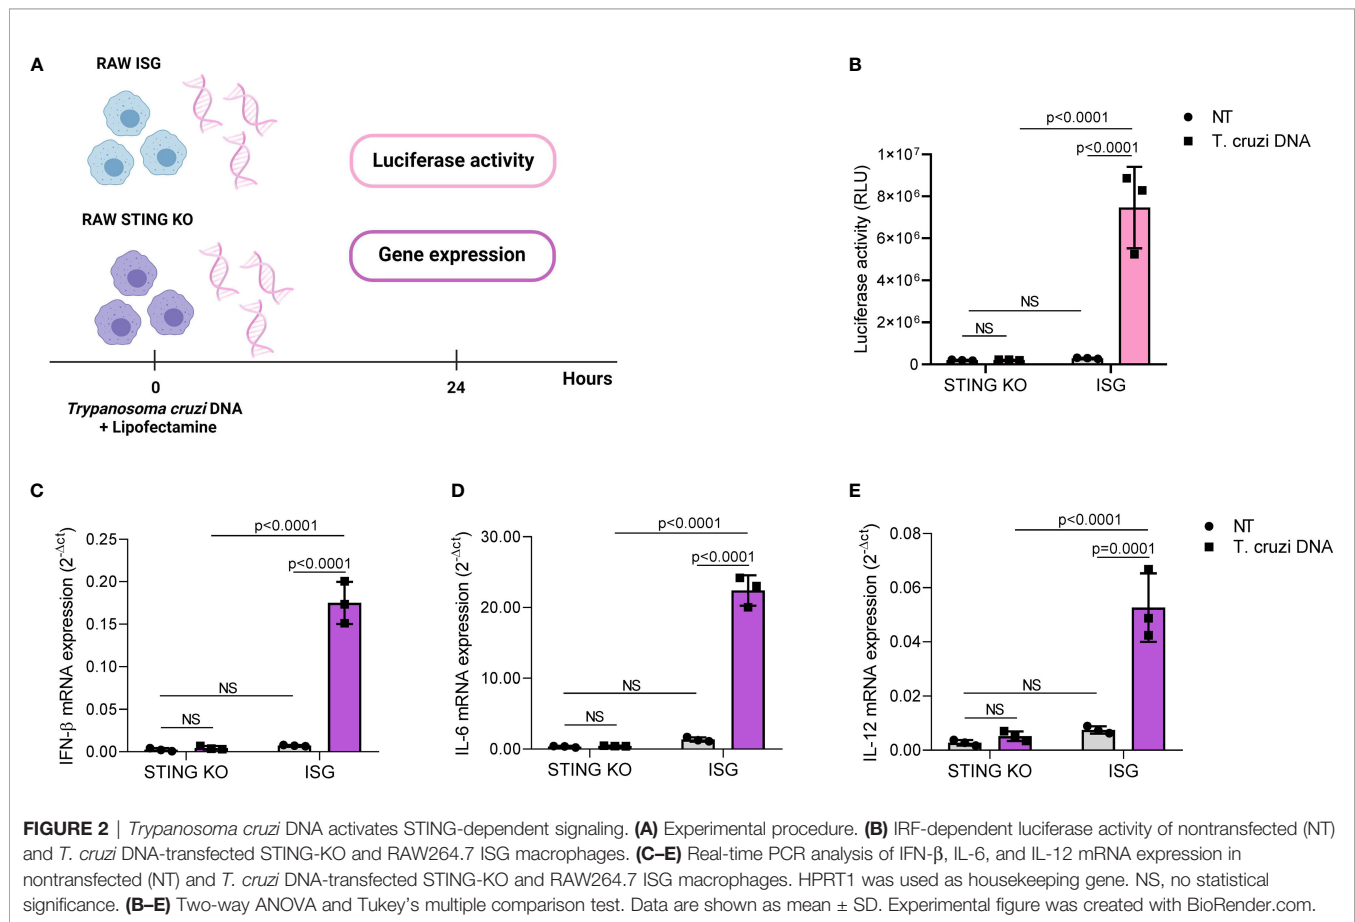 A
RAW ISG
RAW STING KO
Luciferase activity
Gene expression
0
24
Hours
Trypanosoma cruzi DNA
+ Lipofectamine
B
NT
T. cruzi DNA
p<0.0001
p<0.0001
NS
NS
Luciferase activity (RLU)
1×10⁷
8×10⁶
6×10⁶
4×10⁶
2×10⁶
0
STING KO
ISG
C
p<0.0001
p<0.0001
NS
NS
IFN-β mRNA expression (2^-Δct)
0.25
0.20
0.15
0.10
0.05
0.00
STING KO
ISG
D
p<0.0001
p<0.0001
NS
NS
IL-6 mRNA expression (2^-Δct)
30.00
20.00
10.00
0.00
STING KO
ISG
E
NT
T. cruzi DNA
p<0.0001
p=0.0001
NS
NS
IL-12 mRNA expression (2^-Δct)
0.08
0.06
0.04
0.02
0.00
STING KO
ISG
FIGURE 2 | Trypanosoma cruzi DNA activates STING-dependent signaling. (A) Experimental procedure. (B) IRF-dependent luciferase activity of nontransfected (NT)
and T. cruzi DNA-transfected STING-KO and RAW264.7 ISG macrophages. (C–E) Real-time PCR analysis of IFN-β, IL-6, and IL-12 mRNA expression in
nontransfected (NT) and T. cruzi DNA-transfected STING-KO and RAW264.7 ISG macrophages. HPRT1 was used as housekeeping gene. NS, no statistical
significance. (B–E) Two-way ANOVA and Tukey's multiple comparison test. Data are shown as mean ± SD. Experimental figure was created with BioRender.com.